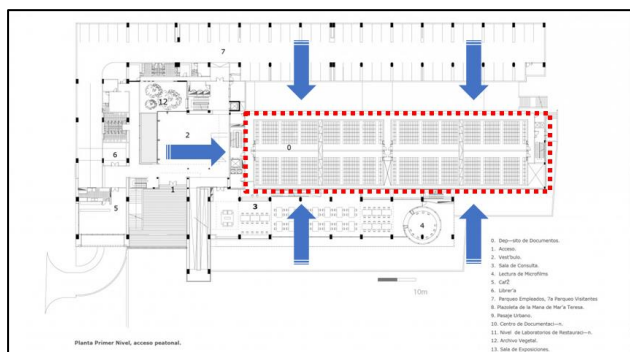 7
12
2
0
6
1
5
3
4
10m
0. Dep—sito de Documentos.
1. Acceso.
2. Vest'bulo.
3. Sala de Consulta.
4. Lectura de Microfilms
5. CafŽ
6. Librer'a
7. Parqueo Empleados, 7a Parqueo Visitantes
8. Plazoleta de la Mana de Mar'a Teresa.
9. Pasaje Urbano.
10. Centro de Documentaci—n.
11. Nivel de Laboratorios de Restauraci—n.
12. Archivo Vegetal.
13. Sala de Exposiciones.
Planta Primer Nivel, acceso peatonal.